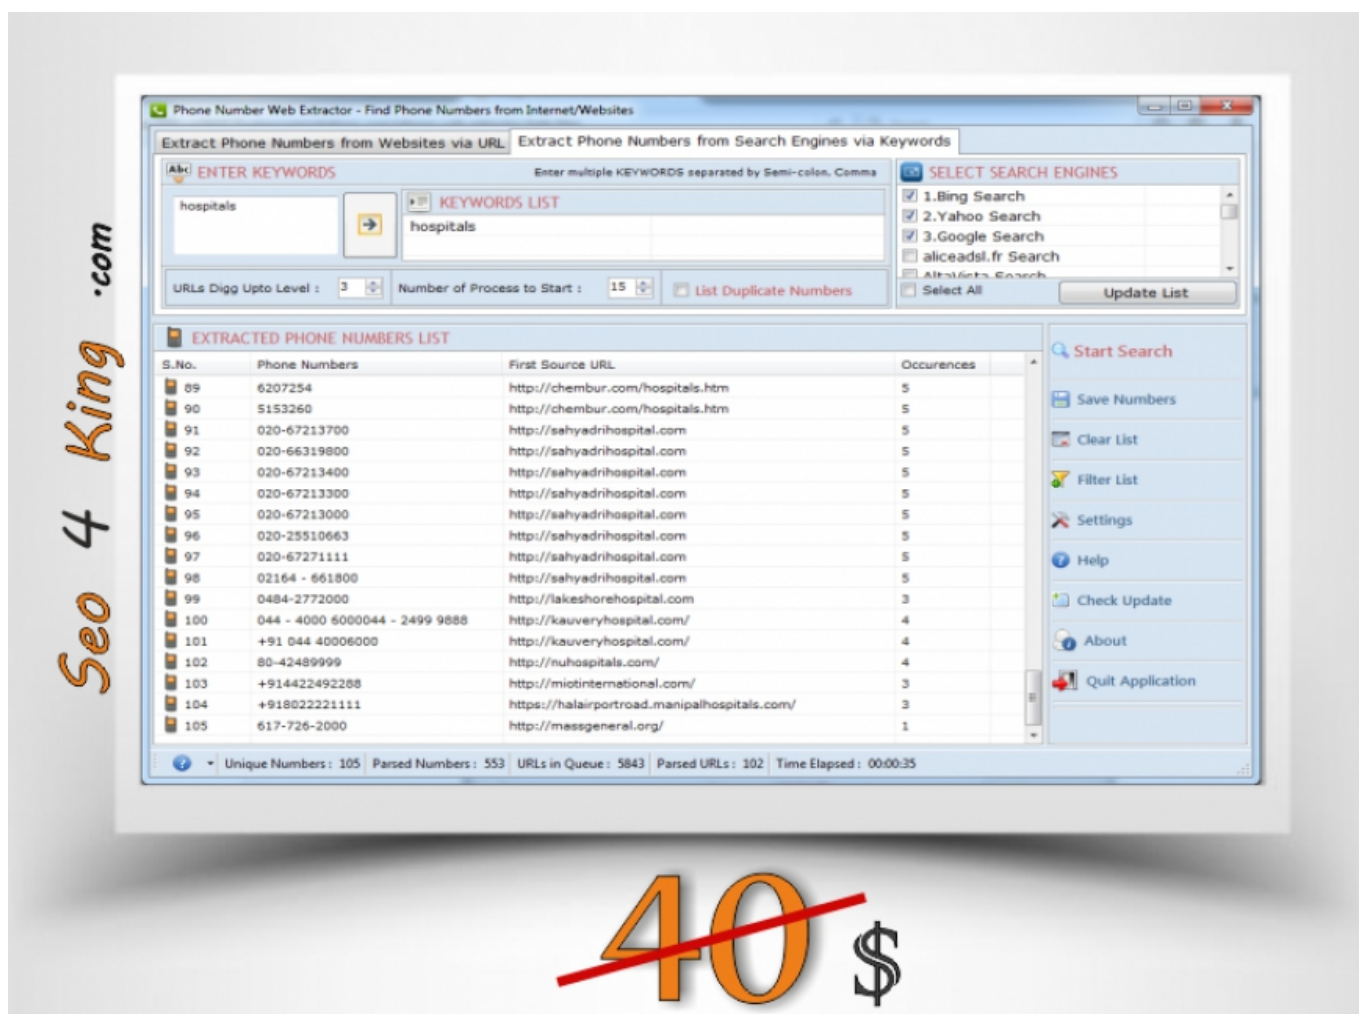 Phone Number Web Extractor - Find Phone Numbers from Internet/Websites
Extract Phone Numbers from Websites via URL
Extract Phone Numbers from Search Engines via Keywords
Abc ENTER KEYWORDS
Enter multiple KEYWORDS separated by Semi-colon, Comma
hospitals
KEYWORDS LIST
hospitals
SELECT SEARCH ENGINES
1.Bing Search
2.Yahoo Search
3.Google Search
aliceadsl.fr Search
AltaVista Search
Select All
Update List
URLs Digg Upto Level : 3
Number of Process to Start : 15
List Duplicate Numbers
EXTRACTED PHONE NUMBERS LIST
S.No. Phone Numbers First Source URL Occurences
89 6207254 http://chembur.com/hospitals.htm 5
90 5153260 http://chembur.com/hospitals.htm 5
91 020-67213700 http://sahyadrihospital.com 5
92 020-66319800 http://sahyadrihospital.com 5
93 020-67213400 http://sahyadrihospital.com 5
94 020-67213300 http://sahyadrihospital.com 5
95 020-67213000 http://sahyadrihospital.com 5
96 020-25510663 http://sahyadrihospital.com 5
97 020-67271111 http://sahyadrihospital.com 5
98 02164 - 661800 http://sahyadrihospital.com 5
99 0484-2772000 http://lakeshorehospital.com 3
100 044 - 4000 6000044 - 2499 9888 http://kauveryhospital.com/ 4
101 +91 044 40006000 http://kauveryhospital.com/ 4
102 80-42489999 http://nuhospitals.com/ 4
103 +914422492288 http://miotinternational.com/ 3
104 +918022221111 https://halairportroad.manipalhospitals.com/ 3
105 617-726-2000 http://massgeneral.org/ 1
Start Search
Save Numbers
Clear List
Filter List
Settings
Help
Check Update
About
Quit Application
Unique Numbers : 105 Parsed Numbers : 553 URLs in Queue : 5843 Parsed URLs : 102 Time Elapsed : 00:00:35
Seo 4 King .com
40 $